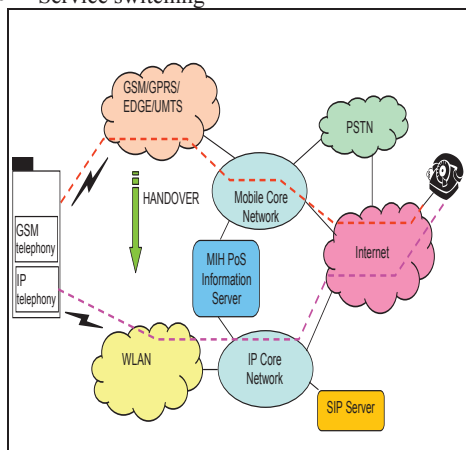 Service switching
GSM/GPRS/
EDGE/UMTS
PSTN
HANDOVER
Mobile Core
Network
GSM
telephony
IP
telephony
MIH PoS
Information
Server
Internet
WLAN
IP Core
Network
SIP Server